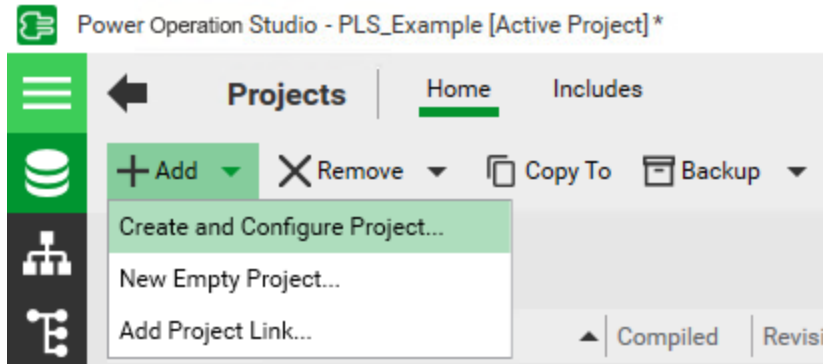 Power Operation Studio - PLS_Example [Active Project] *
Projects Home Includes
Add Remove Copy To Backup
Create and Configure Project...
New Empty Project...
Add Project Link...
Compiled